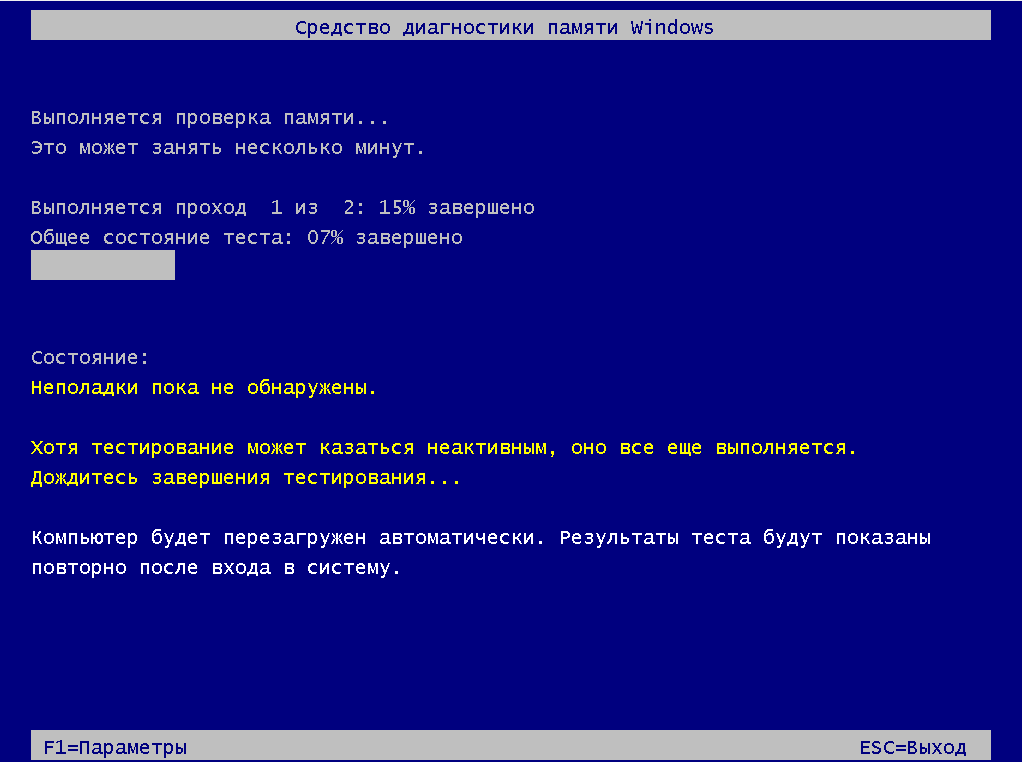 Средство диагностики памяти Windows
Выполняется проверка памяти...
Это может занять несколько минут.
Выполняется проход  1 из  2: 15% завершено
Общее состояние теста: 07% завершено
Состояние:
Неполадки пока не обнаружены.
Хотя тестирование может казаться неактивным, оно все еще выполняется.
Дождитесь завершения тестирования...
Компьютер будет перезагружен автоматически. Результаты теста будут показаны
повторно после входа в систему.
F1=Параметры ESC=Выход